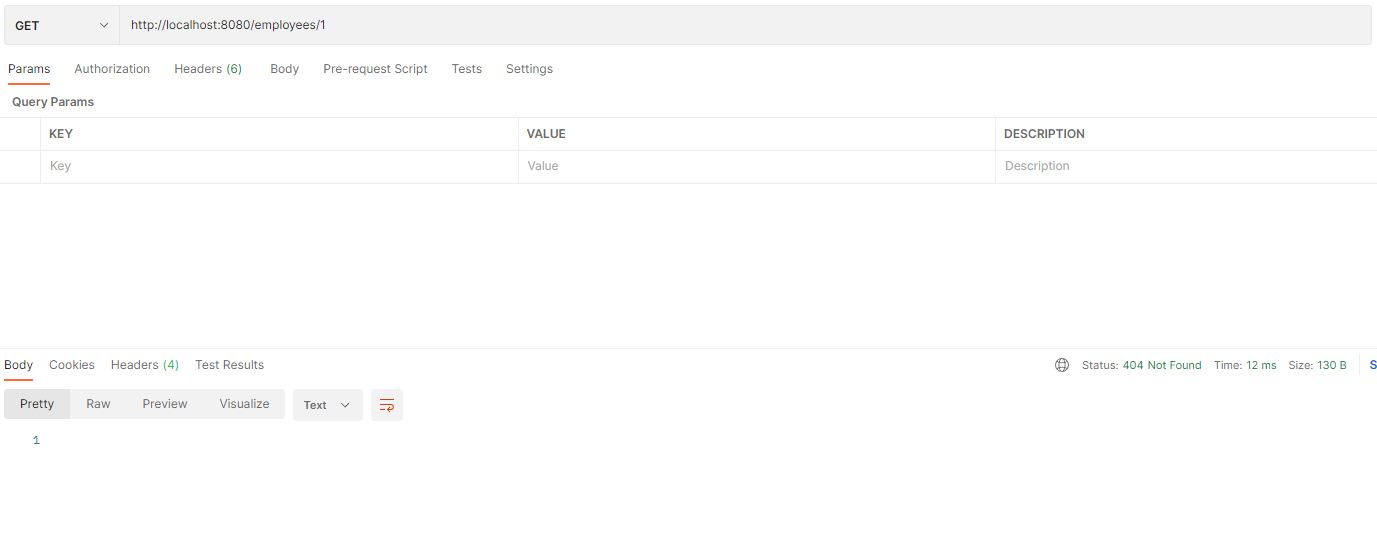 GET http://localhost:8080/employees/1
Params Authorization Headers (6) Body Pre-request Script Tests Settings
Query Params
KEY VALUE DESCRIPTION
Key Value Description
Body Cookies Headers (4) Test Results Status: 404 Not Found Time: 12 ms Size: 130 B S
Pretty Raw Preview Visualize Text
1